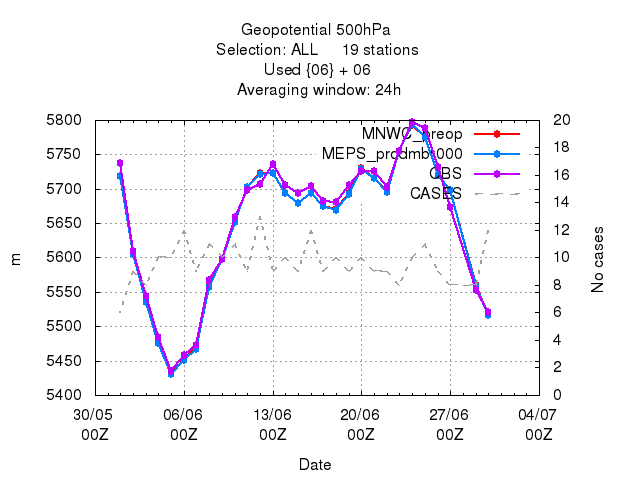 Geopotential 500hPa
Selection: ALL 19 stations
Used {06} + 06
Averaging window: 24h
5800
5750
5700
5650
5600
5550
5500
5450
5400
m
20
18
16
14
12
10
8
6
4
2
0
No cases
MNWC_preop
MEPS_prodmbr000
OBS
CASES
30/05 06/06 13/06 20/06 27/06 04/07
00Z 00Z 00Z 00Z 00Z 00Z
Date